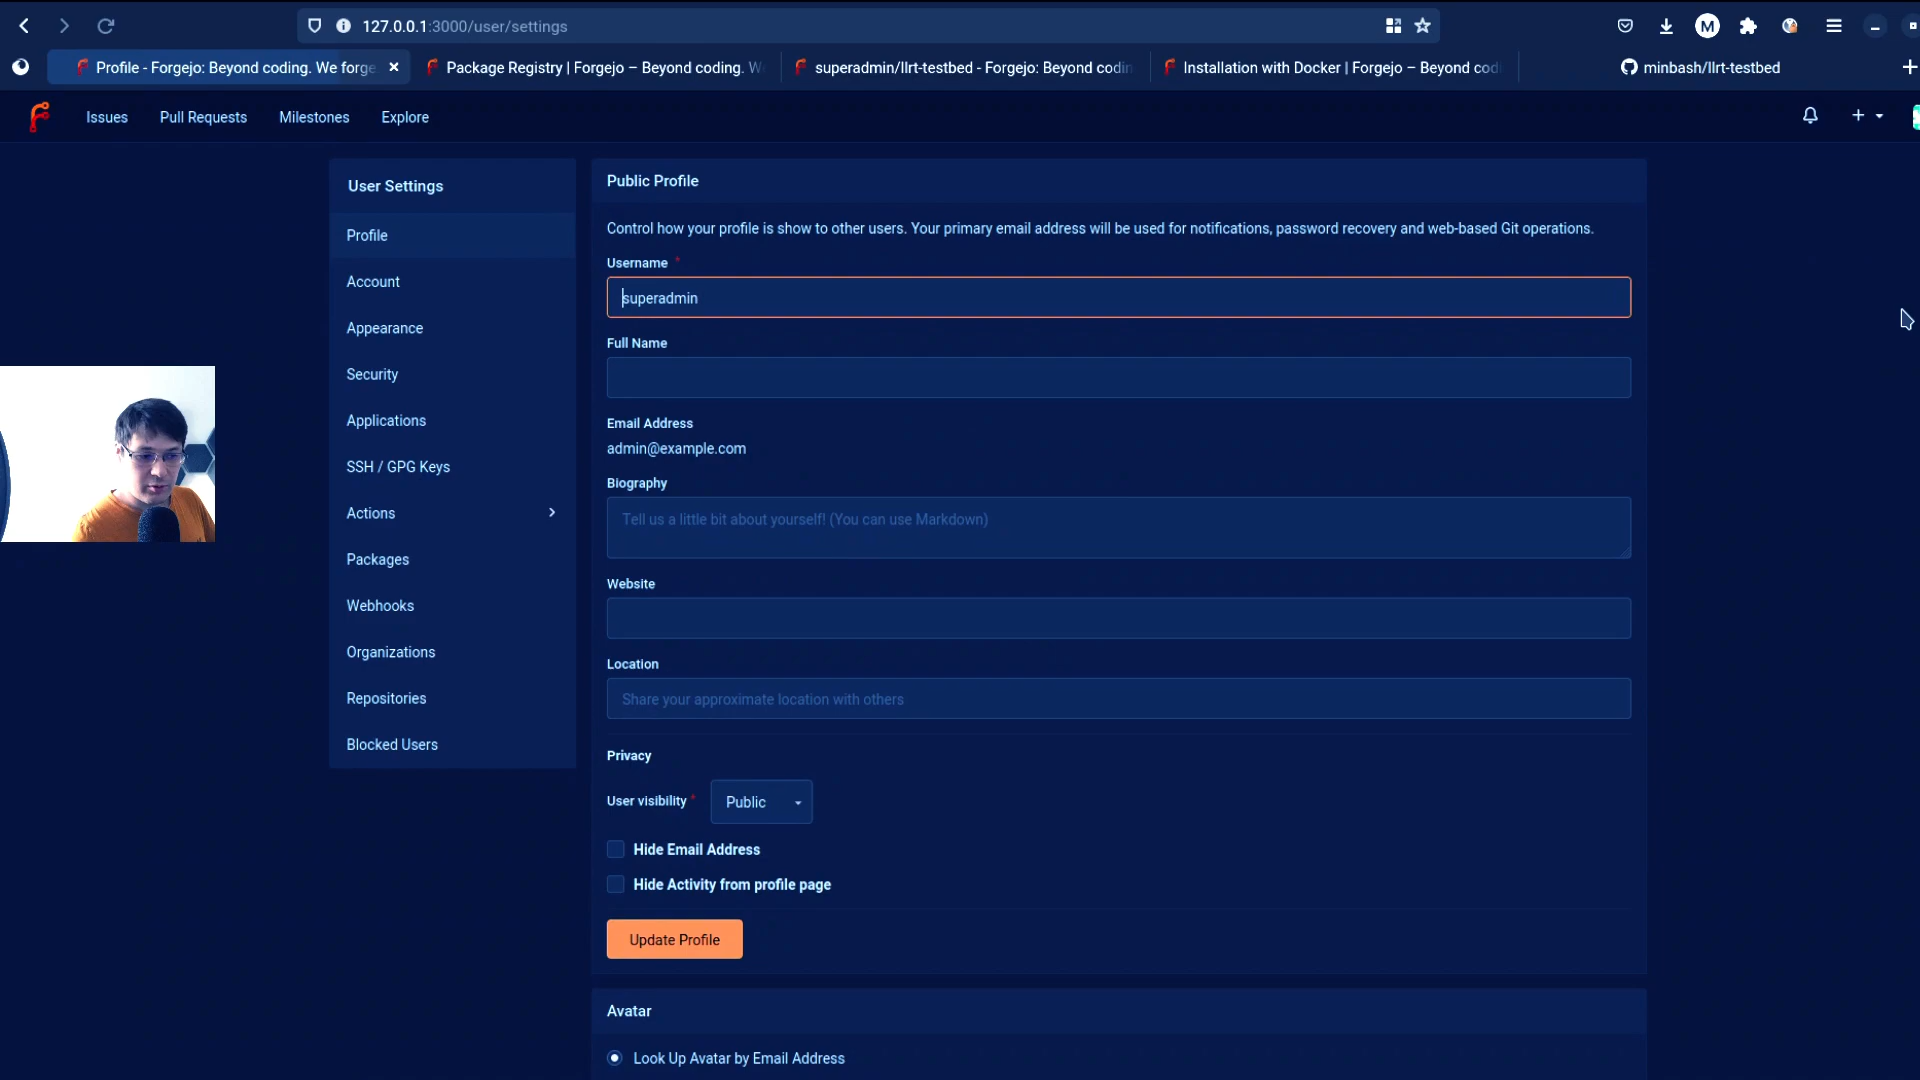 127.0.0.1:3000/user/settings
M
Profile - Forgejo: Beyond coding. We forge
Package Registry | Forgejo – Beyond coding. W
superadmin/llrt-testbed - Forgejo: Beyond codin
Installation with Docker | Forgejo – Beyond cod
minbash/llrt-testbed
Issues
Pull Requests
Milestones
Explore
User Settings
Profile
Account
Appearance
Security
Applications
SSH / GPG Keys
Actions
Packages
Webhooks
Organizations
Repositories
Blocked Users
Public Profile
Control how your profile is show to other users. Your primary email address will be used for notifications, password recovery and web-based Git operations.
Username *
superadmin
Full Name
Email Address
admin@example.com
Biography
Tell us a little bit about yourself! (You can use Markdown)
Website
Location
Share your approximate location with others
Privacy
User visibility *
Public
Hide Email Address
Hide Activity from profile page
Update Profile
Avatar
Look Up Avatar by Email Address